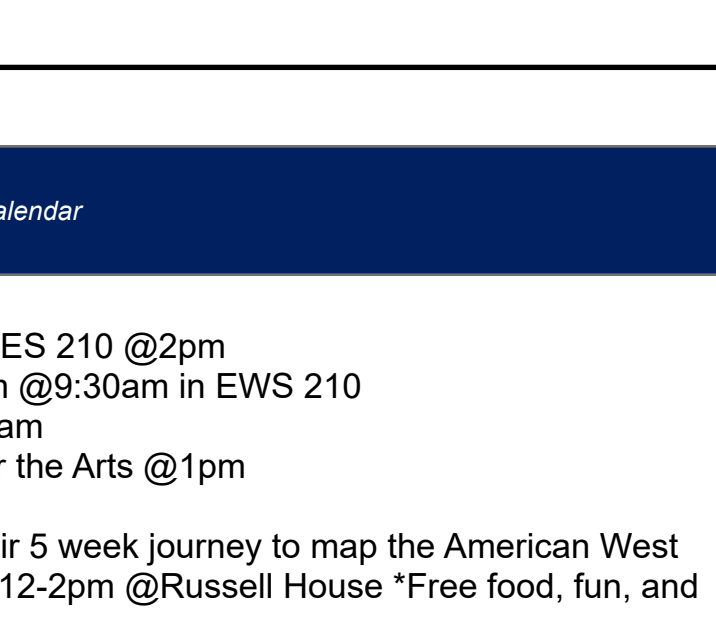 alendar
ES 210 @2pm
@9:30am in EWS 210
am
r the Arts @1pm
ir 5 week journey to map the American West
12-2pm @Russell House *Free food, fun, and